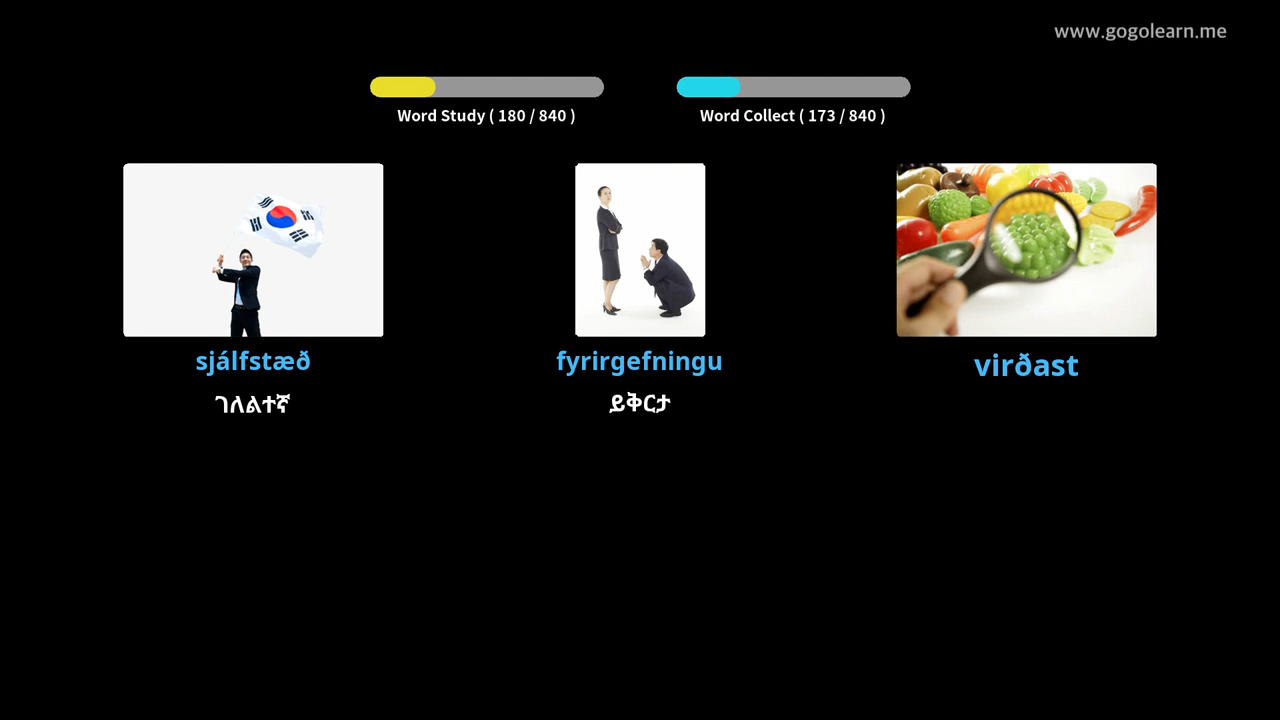 www.gogolearn.me
Word Study ( 180 / 840 )
Word Collect ( 173 / 840 )
sjálfstæð
fyrirgefningu
virðast
ገለልተኛ
ይቅርታ